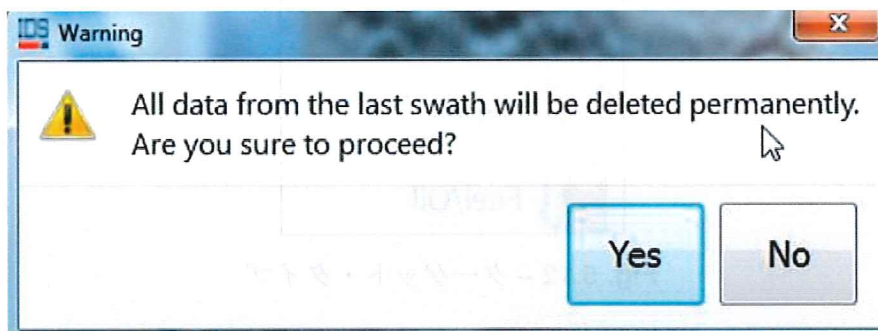 IDS Warning
All data from the last swath will be deleted permanently.
Are you sure to proceed?
Yes
No